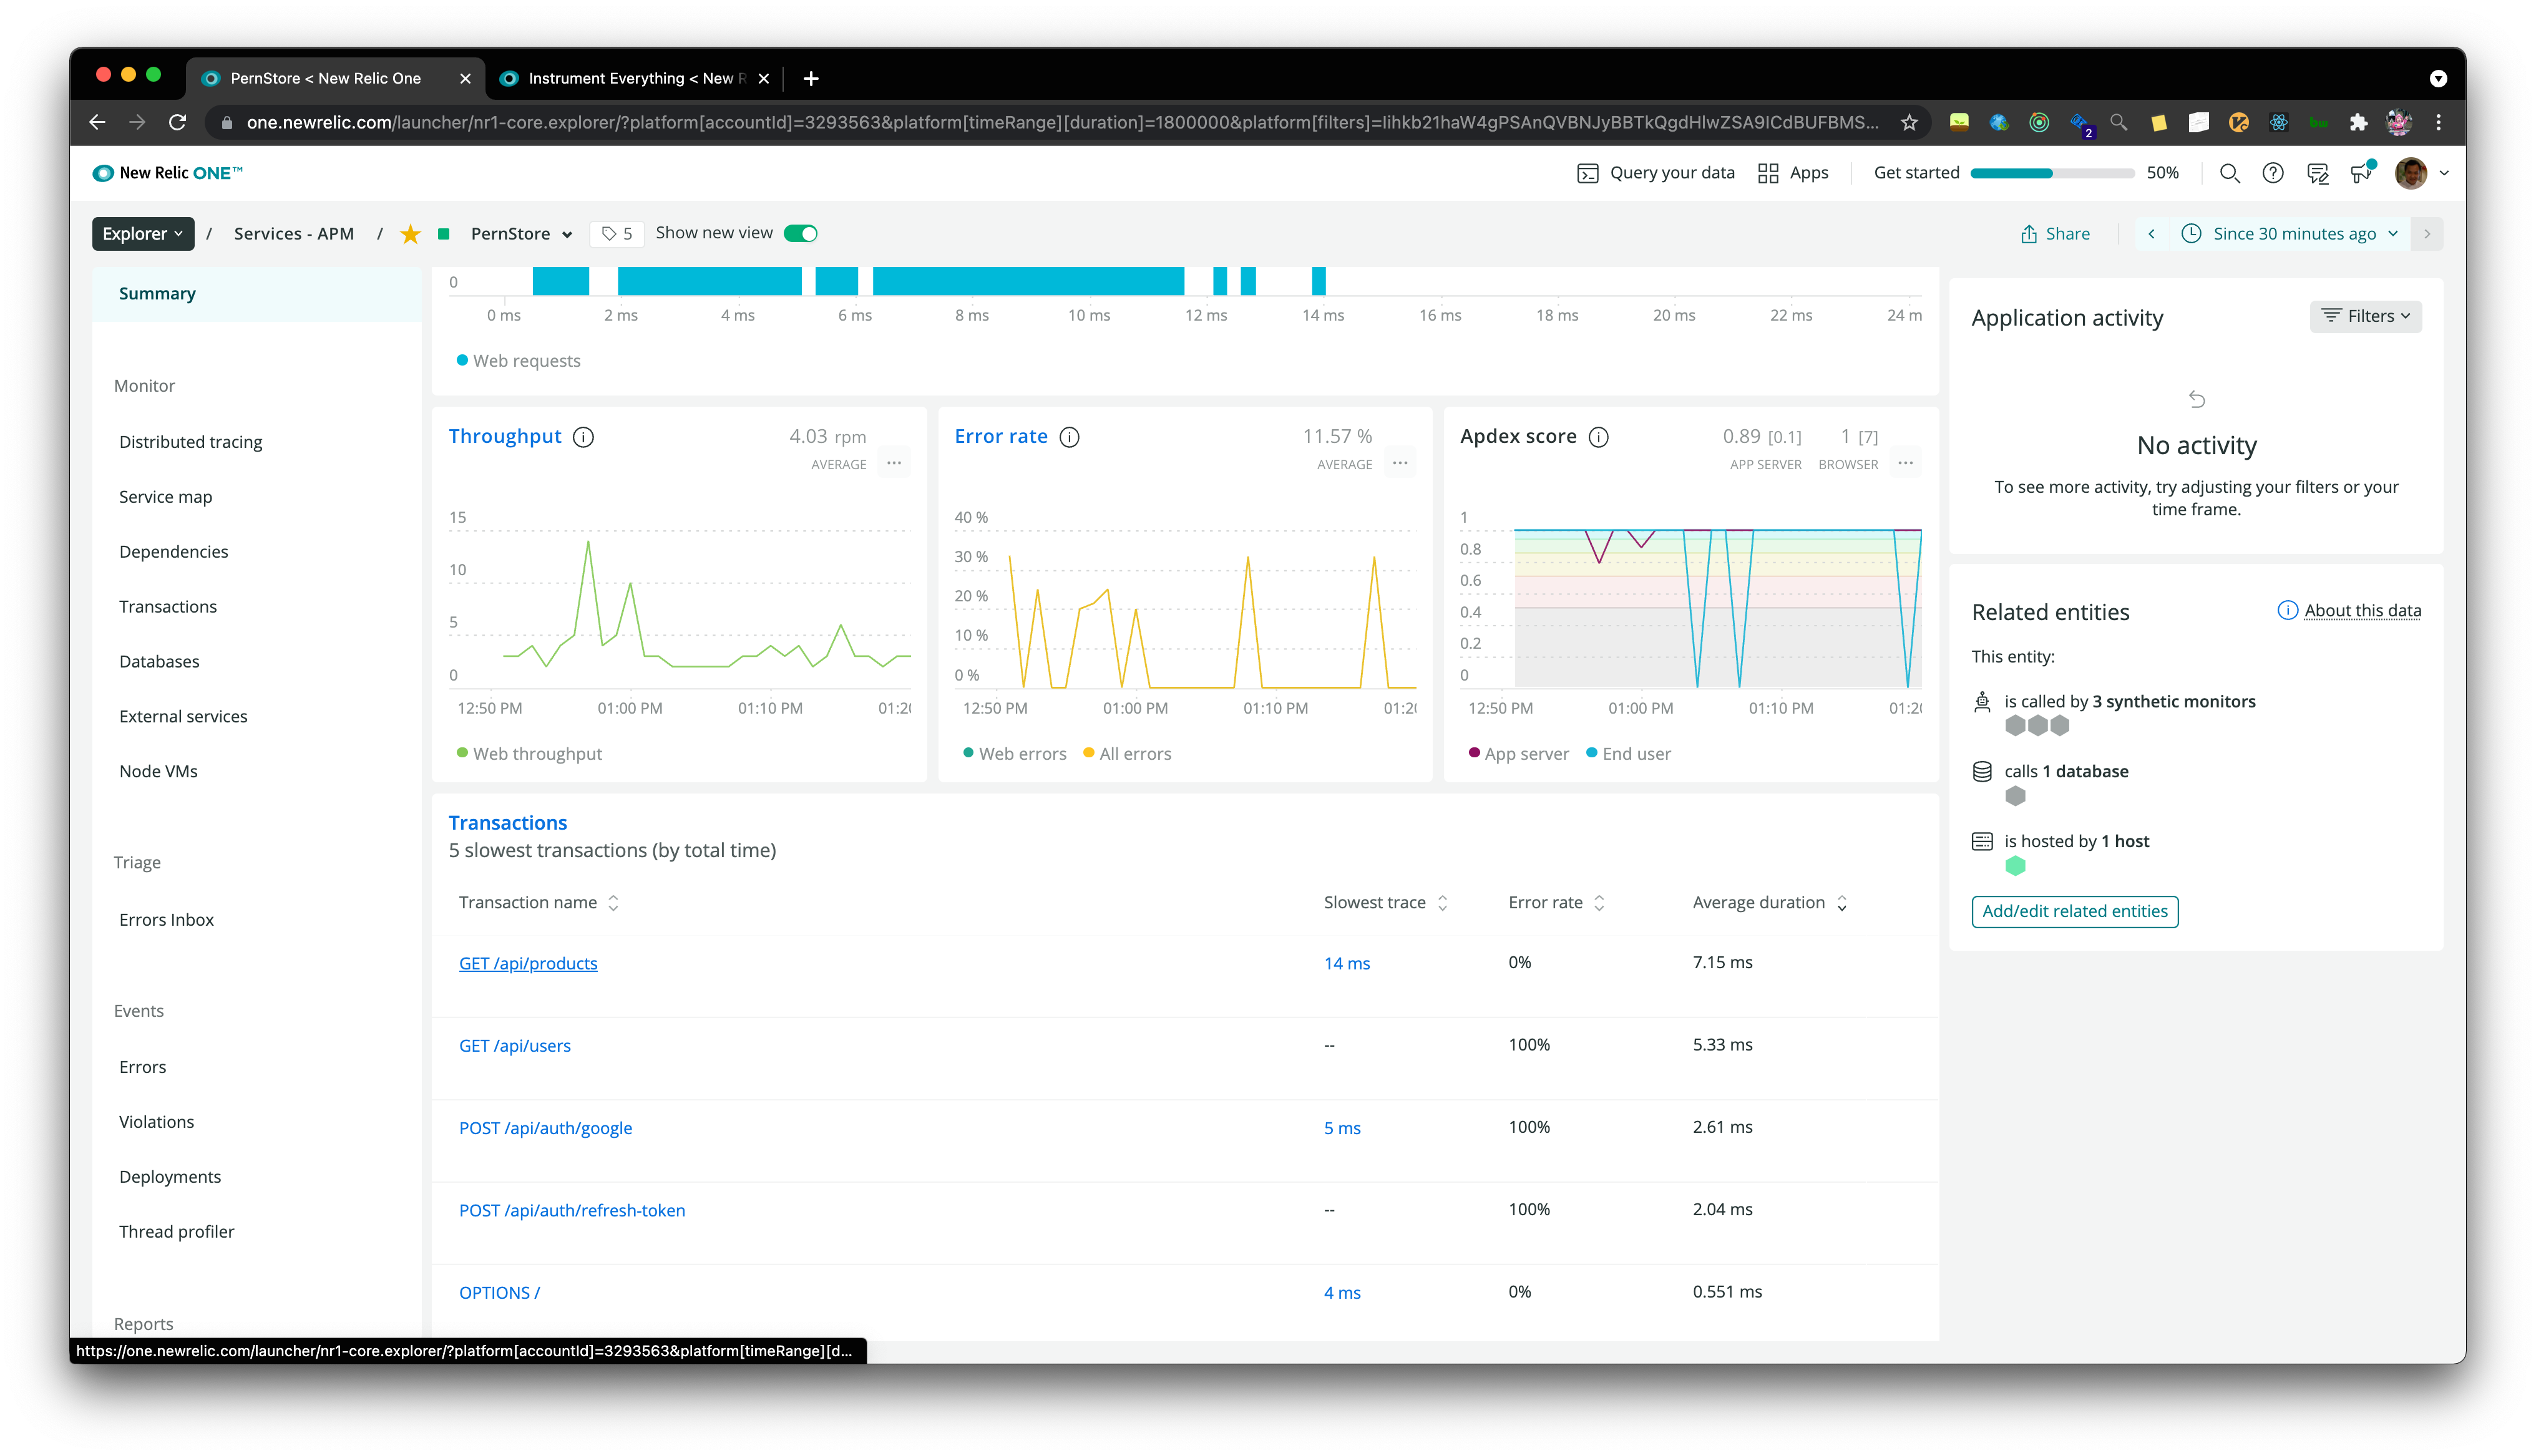 PernStore < New Relic One
Instrument Everything < New R
one.newrelic.com/launcher/nr1-core.explorer/?platform[accountId]=3293563&platform[timeRange][duration]=1800000&platform[filters]=Iihkb21haW4gPSAnQVBNJyBBTkQgdHlwZSA9ICdBUFBMS...
2
New Relic ONE™
Query your data
Apps
Get started
50%
Explorer / Services - APM / PernStore
5
Show new view
Share
Since 30 minutes ago
Summary
Monitor
Distributed tracing
Service map
Dependencies
Transactions
Databases
External services
Node VMs
Triage
Errors Inbox
Events
Errors
Violations
Deployments
Thread profiler
Reports
0
0 ms 2 ms 4 ms 6 ms 8 ms 10 ms 12 ms 14 ms 16 ms 18 ms 20 ms 22 ms 24 m
Web requests
Throughput
4.03 rpm
AVERAGE
15
10
5
0
12:50 PM 01:00 PM 01:10 PM 01:20
Web throughput
Error rate
11.57 %
AVERAGE
40 %
30 %
20 %
10 %
0 %
12:50 PM 01:00 PM 01:10 PM 01:20
Web errors All errors
Apdex score
0.89 [0.1] 1 [7]
APP SERVER BROWSER
1
0.8
0.6
0.4
0.2
0
12:50 PM 01:00 PM 01:10 PM 01:20
App server End user
Transactions
5 slowest transactions (by total time)
Transaction name Slowest trace Error rate Average duration
GET /api/products 14 ms 0% 7.15 ms
GET /api/users -- 100% 5.33 ms
POST /api/auth/google 5 ms 100% 2.61 ms
POST /api/auth/refresh-token -- 100% 2.04 ms
OPTIONS / 4 ms 0% 0.551 ms
Application activity
Filters
No activity
To see more activity, try adjusting your filters or your
time frame.
Related entities
About this data
This entity:
is called by 3 synthetic monitors
calls 1 database
is hosted by 1 host
Add/edit related entities
https://one.newrelic.com/launcher/nr1-core.explorer/?platform[accountId]=3293563&platform[timeRange][d...